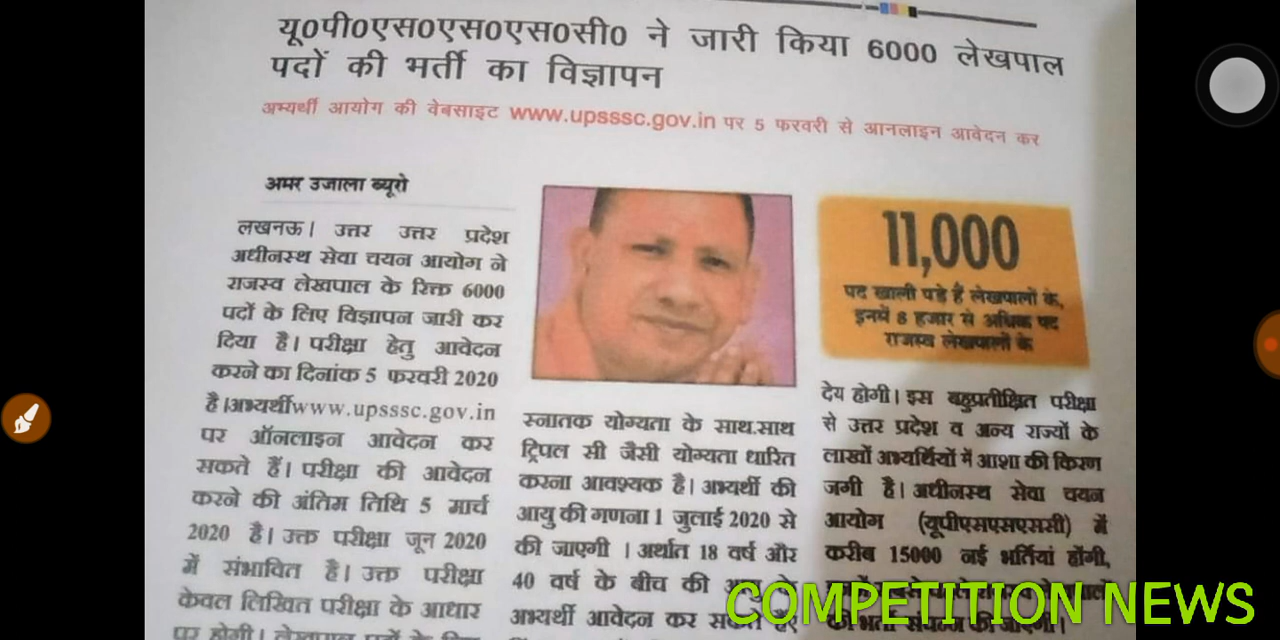 यू0पी0एस0एस0एस0सी0 ने जारी किया 6000 लेखपाल
पदों की भर्ती का विज्ञापन
अभ्यर्थी आयोग की वेबसाइट www.upsssc.gov.in पर 5 फरवरी से आनलाइन आवेदन कर
अमर उजाला ब्यूरो
लखनऊ। उत्तर उत्तर प्रदेश
अधीनस्थ सेवा चयन आयोग ने
राजस्व लेखपाल के रिक्त 6000
पदों के लिए विज्ञापन जारी कर
दिया है। परीक्षा हेतु आवेदन
करने का दिनांक 5 फरवरी 2020
है।अभ्यर्थीwww.upsssc.gov.in
पर ऑनलाइन आवेदन कर
सकते हैं। परीक्षा की आवेदन
करने की अंतिम तिथि 5 मार्च
2020 है। उक्त परीक्षा जून 2020
में संभावित है। उक्त परीक्षा
केवल लिखित परीक्षा के आधार
पर होगी। लेखपाल पदों के
स्नातक योग्यता के साथ.साथ
ट्रिपल सी जैसी योग्यता धारित
करना आवश्यक है। अभ्यर्थी की
आयु की गणना 1 जुलाई 2020 से
की जाएगी । अर्थात 18 वर्ष और
40 वर्ष के बीच की
अभ्यर्थी आवेदन कर
11,000
पद खाली पड़े हैं लेखपालों के,
इनमें 8 हजार से अधिक पद
राजस्व लेखपालों के
देय होगी। इस बहुप्रतीक्षित परीक्षा
से उत्तर प्रदेश व अन्य राज्यों के
लाखों अभ्यर्थियों में आशा की किरण
जगी है। अधीनस्थ सेवा चयन
आयोग (यूपीएसएसएससी) में
करीब 15000 नई भर्तियां होंगी,
की भर्ती संपन्न की जाएगी।
COMPETITION NEWS